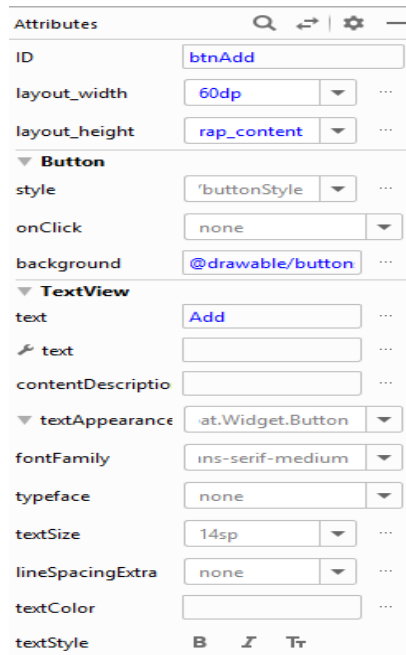 Attributes
ID btnAdd
layout_width 60dp
layout_height rap_content
Button
style 'buttonStyle
onClick none
background @drawable/button
TextView
text Add
text
contentDescriptio
textAppearance at.Widget.Button
fontFamily ns-serif-medium
typeface none
textSize 14sp
lineSpacingExtra none
textColor
textStyle B I Tт